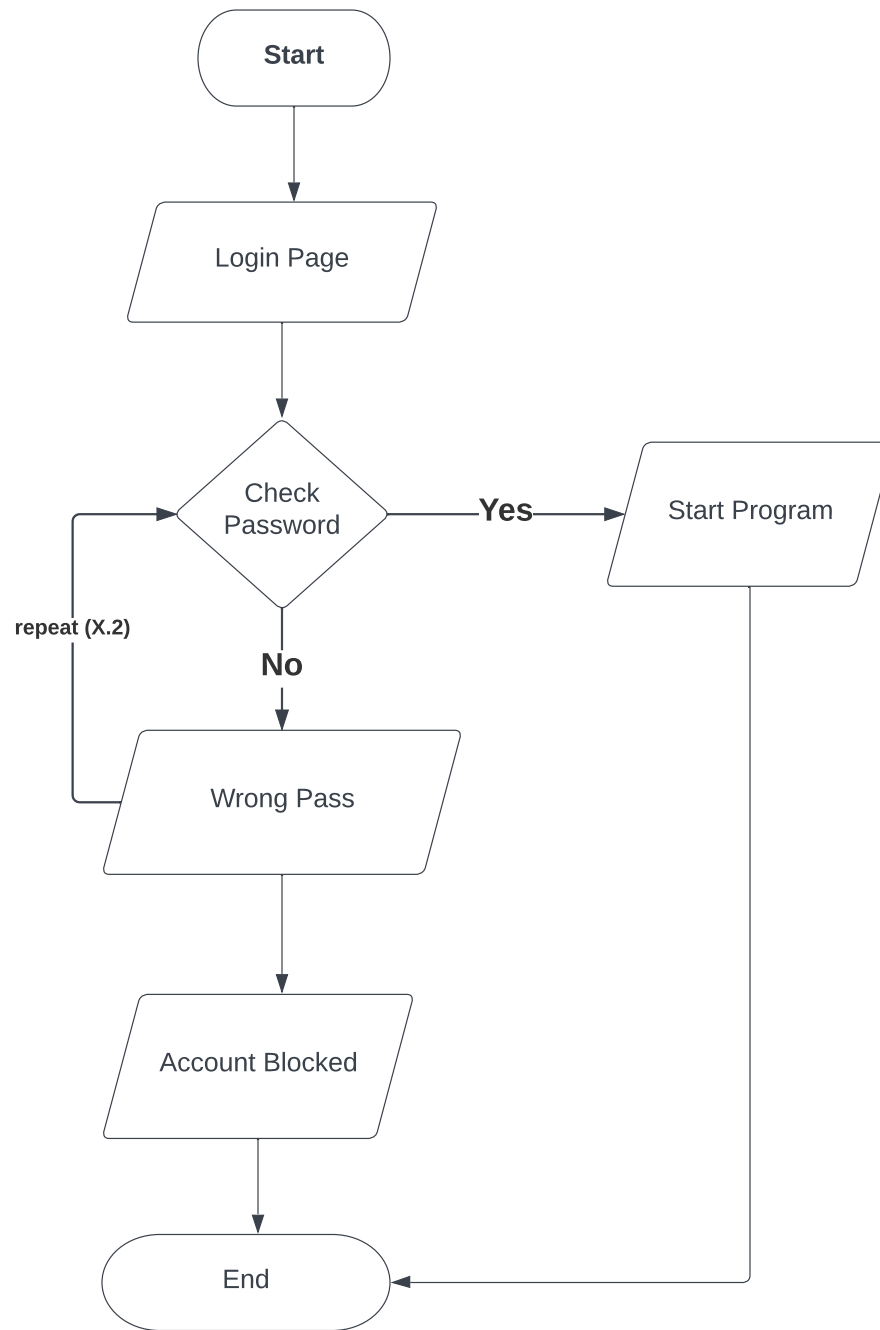 Start
Login Page
Check
Password
Yes
Start Program
repeat (X.2)
No
Wrong Pass
Account Blocked
End